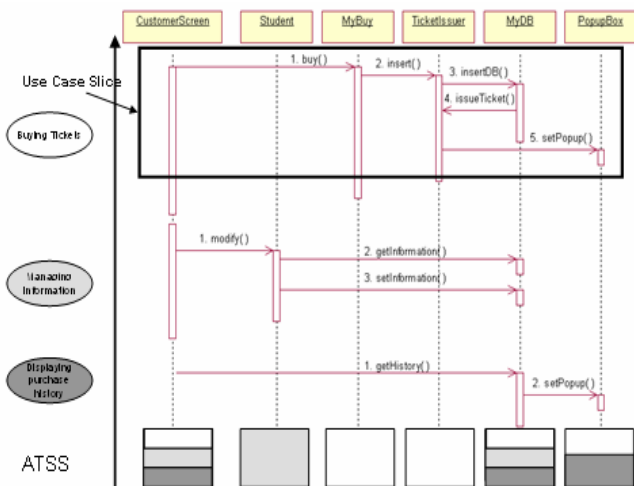 CustomerScreen
Student
MyBuy
TicketIssuer
MyDB
PopupBox
Use Case Slice
1. buy()
2. insert()
3. insertDB()
4. issueTicket()
5. setPopup()
Buying Tickets
1. modify()
2. getInformation()
3. setInformation()
Managing
Information
1. getHistory()
2. setPopup()
Displaying
purchase
history
ATSS